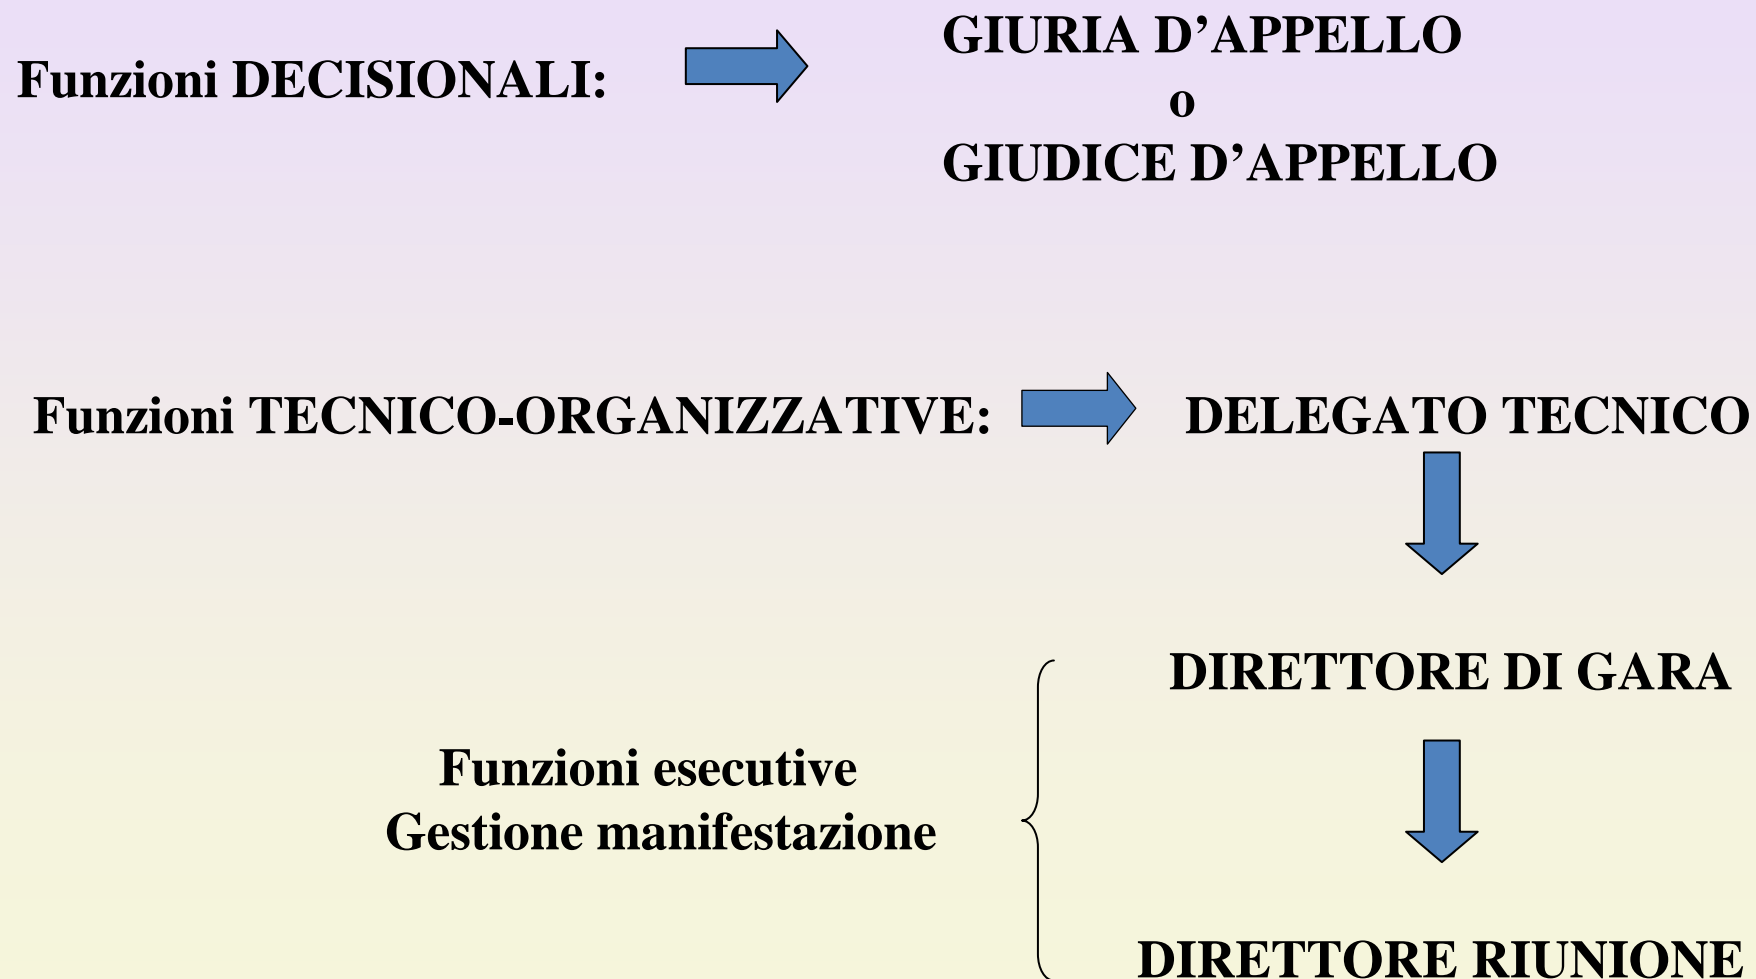 Funzioni DECISIONALI:
GIURIA D’APPELLO
o
GIUDICE D’APPELLO
Funzioni TECNICO-ORGANIZZATIVE:
DELEGATO TECNICO
DIRETTORE DI GARA
Funzioni esecutive
Gestione manifestazione
DIRETTORE RIUNIONE